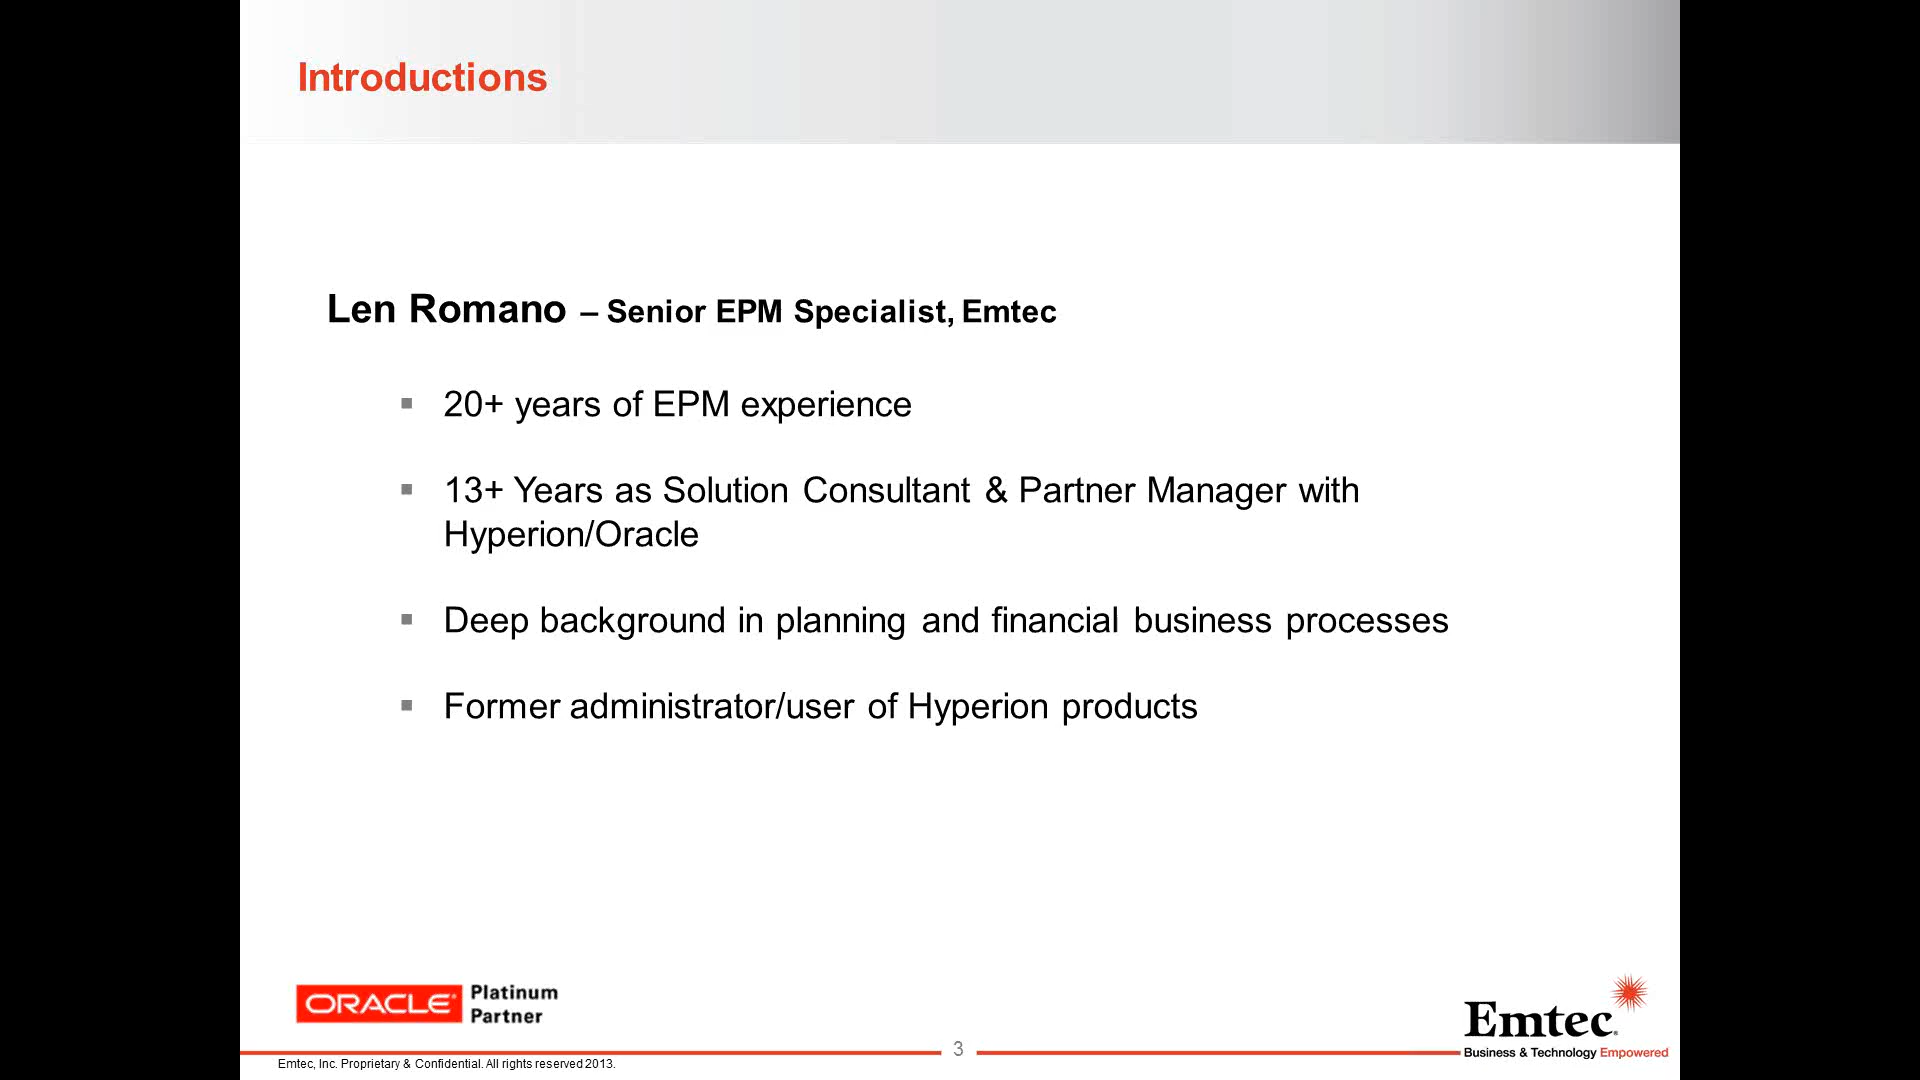 Introductions
Len Romano – Senior EPM Specialist, Emtec
▪ 20+ years of EPM experience
▪ 13+ Years as Solution Consultant & Partner Manager with
Hyperion/Oracle
▪ Deep background in planning and financial business processes
▪ Former administrator/user of Hyperion products
ORACLE Platinum
Partner
Emtec
Business & Technology Empowered
3
Emtec, Inc. Proprietary & Confidential. All rights reserved 2013.